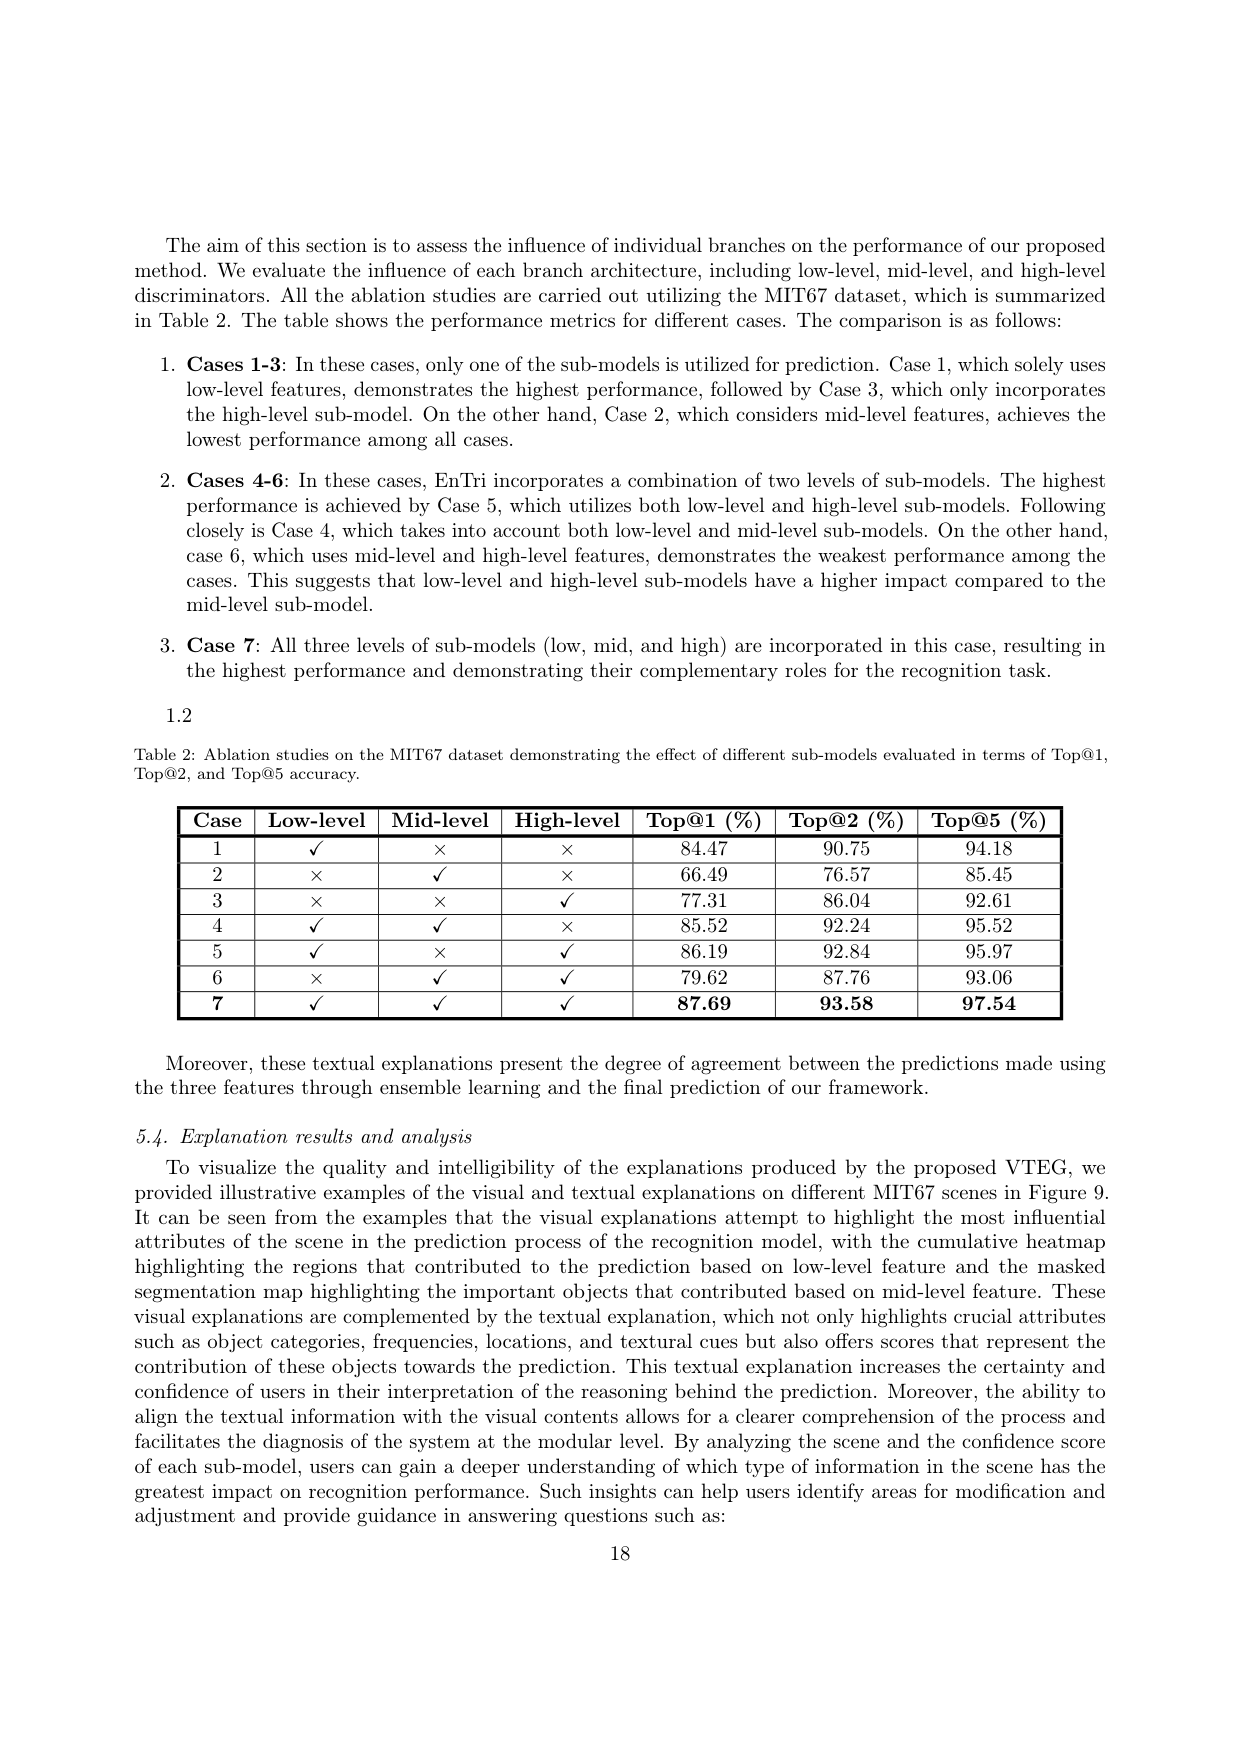 The aim of this section is to assess the influence of individual branches on the performance of our proposed
method. We evaluate the influence of each branch architecture, including low-level, mid-level, and high-level
discriminators. All the ablation studies are carried out utilizing the MIT67 dataset, which is summarized
in Table 2. The table shows the performance metrics for different cases. The comparison is as follows:
1. Cases 1-3: In these cases, only one of the sub-models is utilized for prediction. Case 1, which solely uses
low-level features, demonstrates the highest performance, followed by Case 3, which only incorporates
the high-level sub-model. On the other hand, Case 2, which considers mid-level features, achieves the
lowest performance among all cases.
2. Cases 4-6: In these cases, EnTri incorporates a combination of two levels of sub-models. The highest
performance is achieved by Case 5, which utilizes both low-level and high-level sub-models. Following
closely is Case 4, which takes into account both low-level and mid-level sub-models. On the other hand,
case 6, which uses mid-level and high-level features, demonstrates the weakest performance among the
cases. This suggests that low-level and high-level sub-models have a higher impact compared to the
mid-level sub-model.
3. Case 7: All three levels of sub-models (low, mid, and high) are incorporated in this case, resulting in
the highest performance and demonstrating their complementary roles for the recognition task.
1.2
Table 2: Ablation studies on the MIT67 dataset demonstrating the effect of different sub-models evaluated in terms of Top@1,
Top@2, and Top@5 accuracy.
Case Low-level Mid-level High-level Top@1 (%) Top@2 (%) Top@5 (%)
1 ✓ × × 84.47 90.75 94.18
2 × ✓ × 66.49 76.57 85.45
3 × × ✓ 77.31 86.04 92.61
4 ✓ ✓ × 85.52 92.24 95.52
5 ✓ × ✓ 86.19 92.84 95.97
6 × ✓ ✓ 79.62 87.76 93.06
7 ✓ ✓ ✓ 87.69 93.58 97.54
Moreover, these textual explanations present the degree of agreement between the predictions made using
the three features through ensemble learning and the final prediction of our framework.
5.4. Explanation results and analysis
To visualize the quality and intelligibility of the explanations produced by the proposed VTEG, we
provided illustrative examples of the visual and textual explanations on different MIT67 scenes in Figure 9.
It can be seen from the examples that the visual explanations attempt to highlight the most influential
attributes of the scene in the prediction process of the recognition model, with the cumulative heatmap
highlighting the regions that contributed to the prediction based on low-level feature and the masked
segmentation map highlighting the important objects that contributed based on mid-level feature. These
visual explanations are complemented by the textual explanation, which not only highlights crucial attributes
such as object categories, frequencies, locations, and textural cues but also offers scores that represent the
contribution of these objects towards the prediction. This textual explanation increases the certainty and
confidence of users in their interpretation of the reasoning behind the prediction. Moreover, the ability to
align the textual information with the visual contents allows for a clearer comprehension of the process and
facilitates the diagnosis of the system at the modular level. By analyzing the scene and the confidence score
of each sub-model, users can gain a deeper understanding of which type of information in the scene has the
greatest impact on recognition performance. Such insights can help users identify areas for modification and
adjustment and provide guidance in answering questions such as:
18